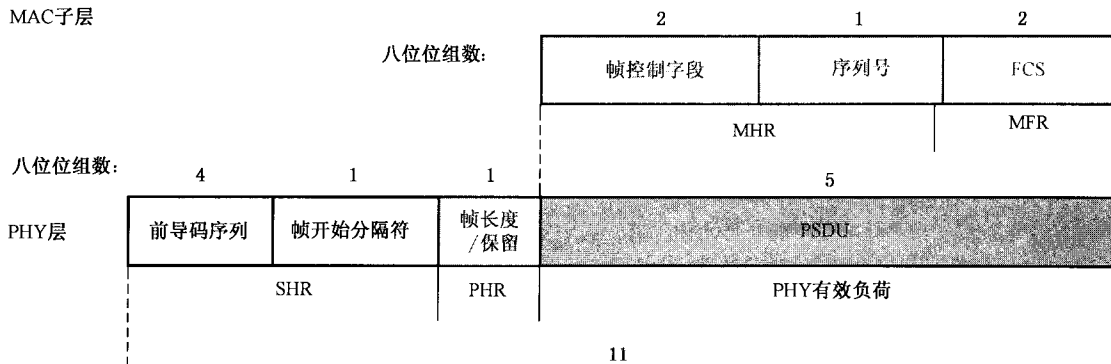 MAC子层
2 1 2
八位位组数:
帧控制字段 序列号 FCS
MHR MFR
八位位组数:
4 1 1 5
PHY层
前导码序列 帧开始分隔符 帧长度
/保留 PSDU
SHR PHR PHY有效负荷
11